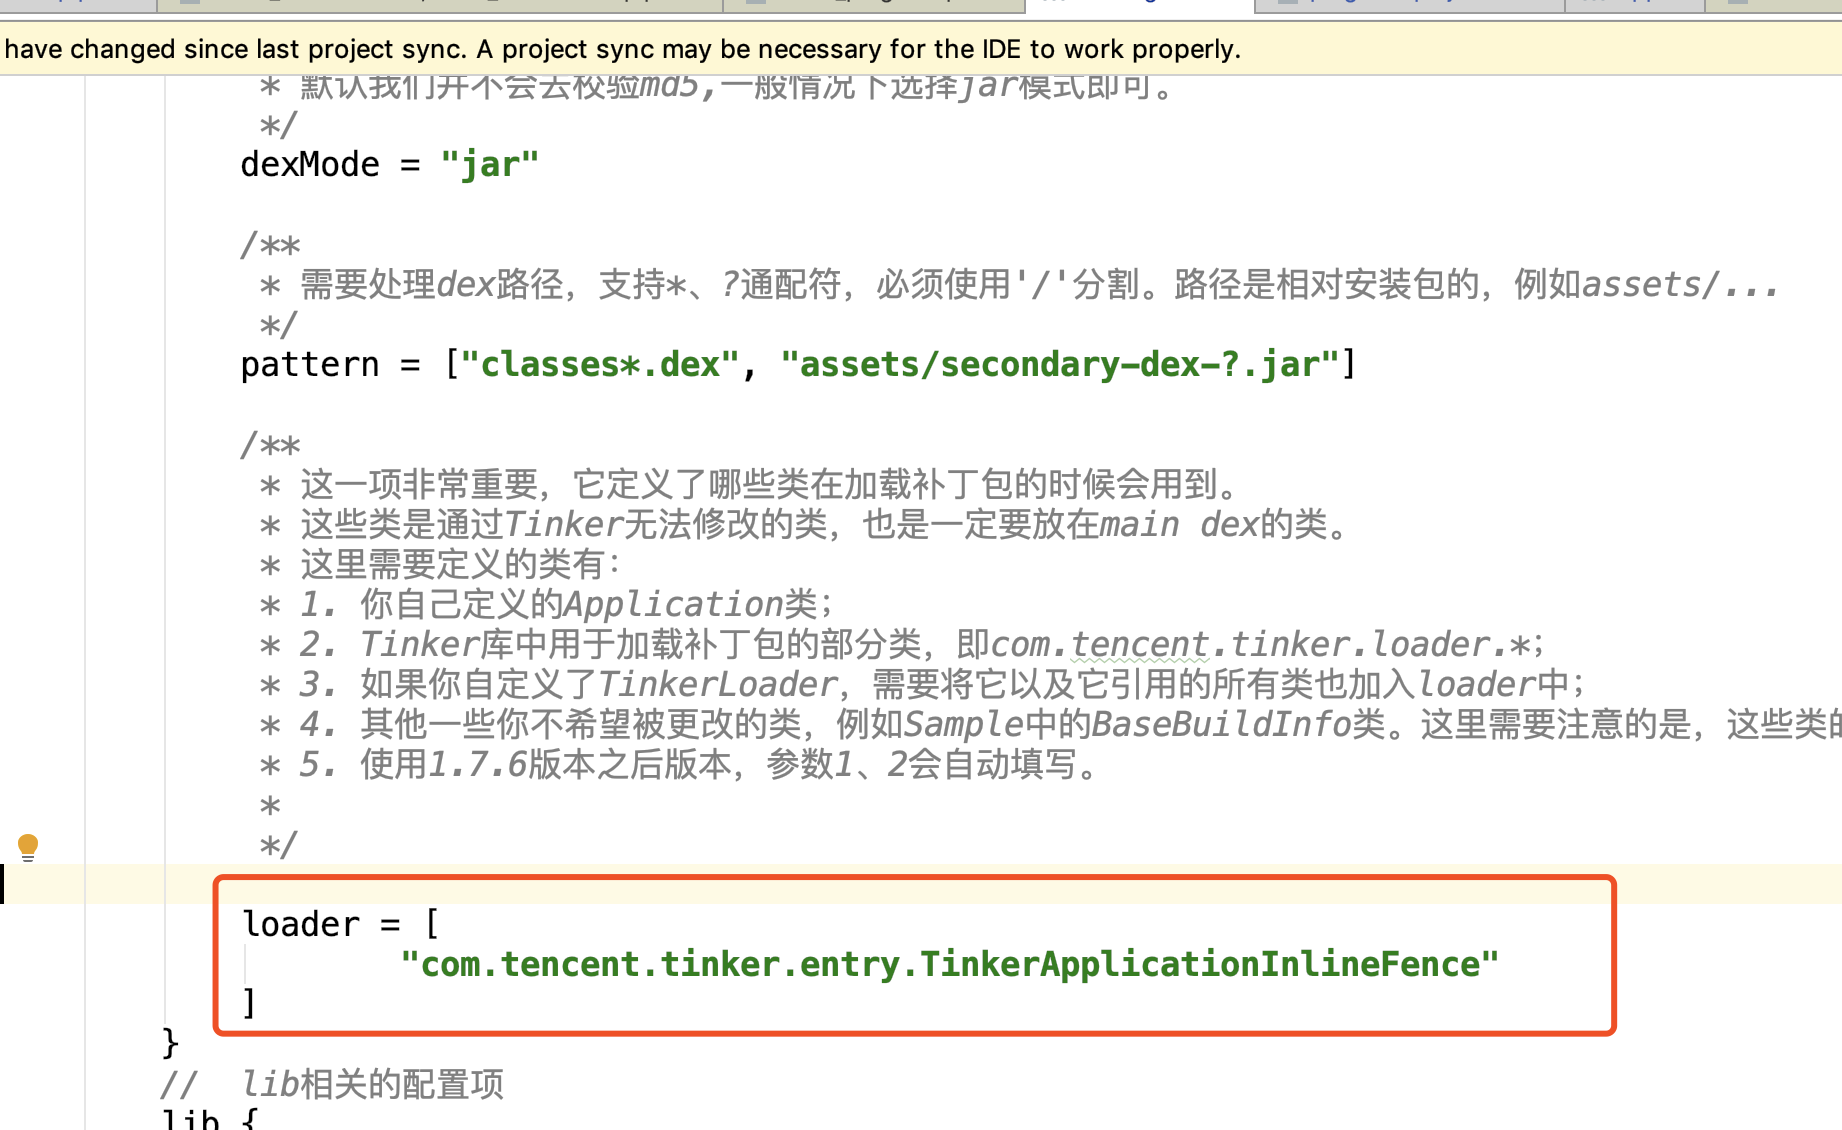 have changed since last project sync. A project sync may be necessary for the IDE to work properly.
* 默认我们并不会去校验md5,一般情况下选择jar模式即可。
*/
dexMode = "jar"
/**
* 需要处理dex路径，支持*、?通配符，必须使用'/'分割。路径是相对安装包的，例如assets/...
*/
pattern = ["classes*.dex", "assets/secondary-dex-?.jar"]
/**
* 这一项非常重要，它定义了哪些类在加载补丁包的时候会用到。
* 这些类是通过Tinker无法修改的类，也是一定要放在main dex的类。
* 这里需要定义的类有：
* 1. 你自己定义的Application类；
* 2. Tinker库中用于加载补丁包的部分类，即com.tencent.tinker.loader.*；
* 3. 如果你自定义了TinkerLoader，需要将它以及它引用的所有类也加入loader中；
* 4. 其他一些你不希望被更改的类，例如Sample中的BaseBuildInfo类。这里需要注意的是，这些类的
* 5. 使用1.7.6版本之后版本，参数1、2会自动填写。
*
*/
loader = [
"com.tencent.tinker.entry.TinkerApplicationInlineFence"
]
}
// lib相关的配置项
lib {